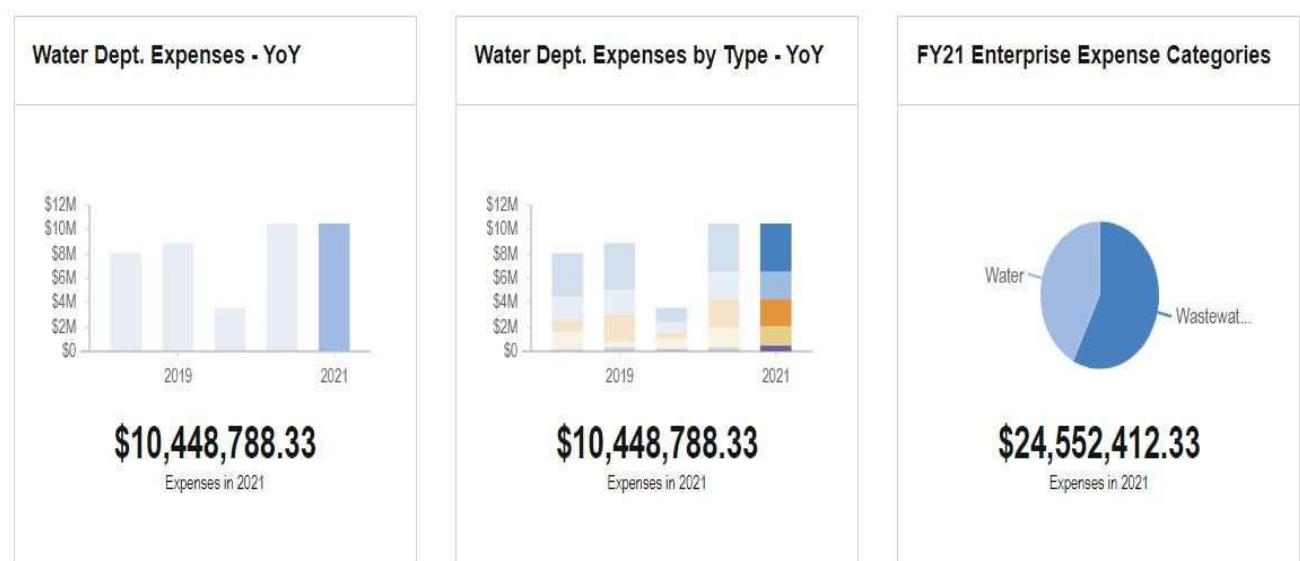 Water Dept. Expenses - YoY
$12M
$10M
$8M
$6M
$4M
$2M
$0
2019 2021
$10,448,788.33
Expenses in 2021
Water Dept. Expenses by Type - YoY
$12M
$10M
$8M
$6M
$4M
$2M
$0
2019 2021
$10,448,788.33
Expenses in 2021
FY21 Enterprise Expense Categories
Water
Wastewat...
$24,552,412.33
Expenses in 2021